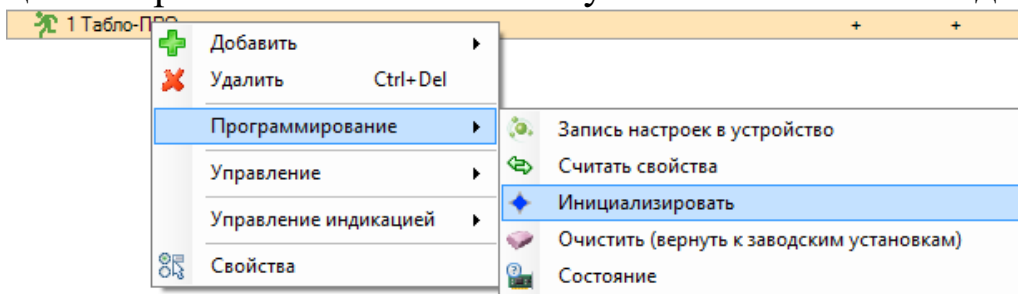 1 Табло-ПРО + +
Добавить
Удалить Ctrl+Del
Программирование
Управление
Управление индикацией
Свойства
Запись настроек в устройство
Считать свойства
Инициализировать
Очистить (вернуть к заводским установкам)
Состояние